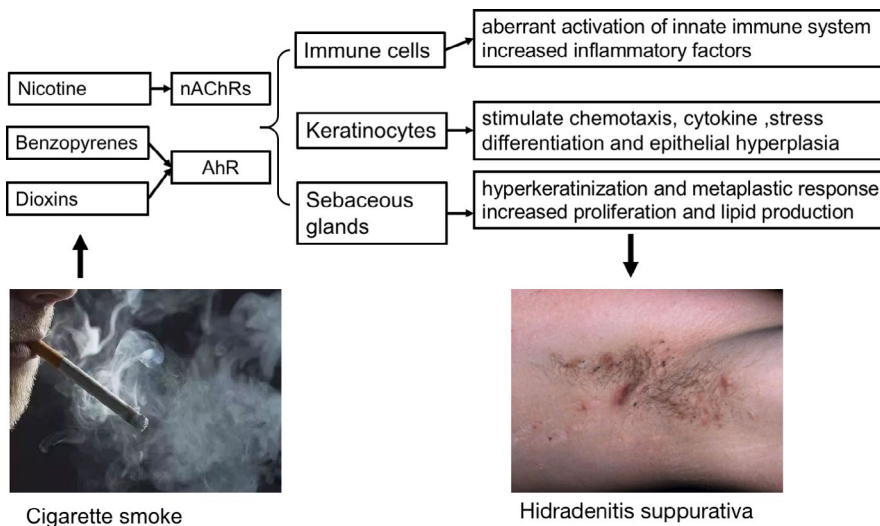 Nicotine
nAChRs
Benzopyrenes
AhR
Dioxins
Immune cells
aberrant activation of innate immune system
increased inflammatory factors
Keratinocytes
stimulate chemotaxis, cytokine ,stress
differentiation and epithelial hyperplasia
Sebaceous
glands
hyperkeratinization and metaplastic response
increased proliferation and lipid production
Cigarette smoke
Hidradenitis suppurativa